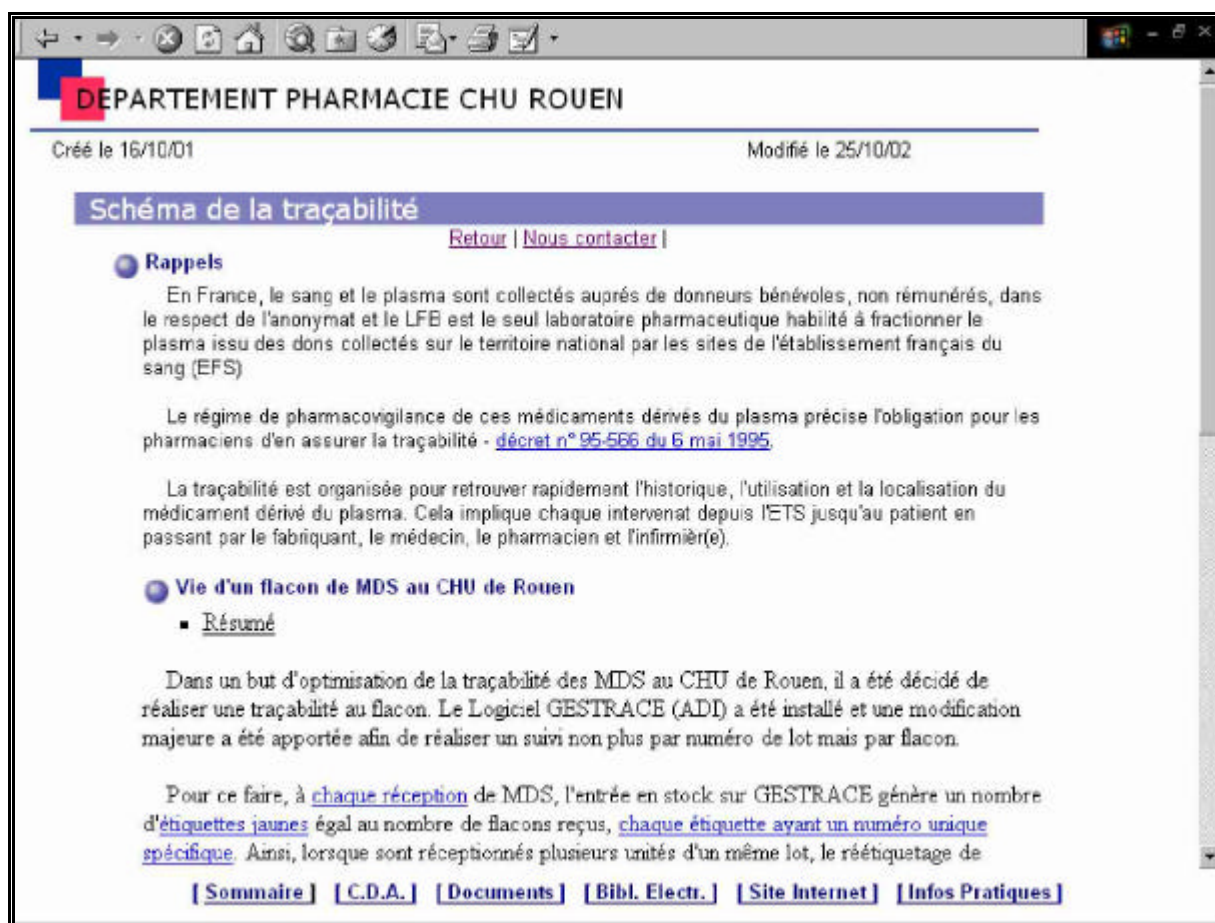 DEPARTEMENT PHARMACIE CHU ROUEN
Créé le 16/10/01 Modifié le 25/10/02
Schéma de la traçabilité
Retour | Nous contacter |
Rappels
En France, le sang et le plasma sont collectés auprés de donneurs bénévoles, non rémunérés, dans
le respect de l'anonymat et le LFB est le seul laboratoire pharmaceutique habilité á fractionner le
plasma issu des dons collectés sur le territoire national par les sites de l'établissement français du
sang (EFS)
Le régime de pharmacovigilance de ces médicaments dérivés du plasma précise l'obligation pour les
pharmaciens d'en assurer la traçabilité - décret n° 95-566 du 6 mai 1995.
La traçabilité est organisée pour retrouver rapidement l'historique, l'utilisation et la localisation du
médicament dérivé du plasma. Cela implique chaque intervenat depuis l'ETS jusqu'au patient en
passant par le fabriquant, le médecin, le pharmacien et l'infirmièr(e).
Vie d'un flacon de MDS au CHU de Rouen
▪ Résumé
Dans un but d'optimisation de la traçabilité des MDS au CHU de Rouen, il a été décidé de
réaliser une traçabilité au flacon. Le Logiciel GESTRACE (ADI) a été installé et une modification
majeure a été apportée afin de réaliser un suivi non plus par numéro de lot mais par flacon.
Pour ce faire, à chaque réception de MDS, l'entrée en stock sur GESTRACE génère un nombre
d'étiquettes jaunes égal au nombre de flacons reçus, chaque étiquette ayant un numéro unique
spécifique. Ainsi, lorsque sont réceptionnés plusieurs unités d'un même lot, le réétiquetage de
[ Sommaire ] [ C.D.A. ] [ Documents ] [ Bibl. Electr. ] [ Site Internet ] [ Infos Pratiques ]